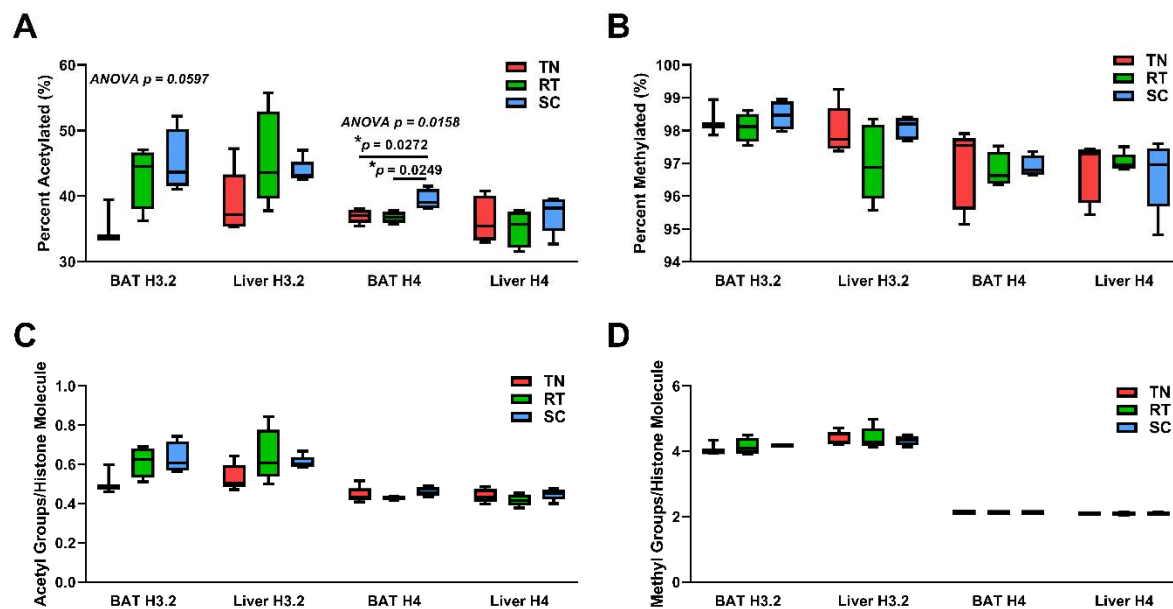 A
Percent Acetylated (%)
60
50
40
30
ANOVA p = 0.0597
ANOVA p = 0.0158
*p = 0.0272
*p = 0.0249
TN
RT
SC
BAT H3.2 Liver H3.2 BAT H4 Liver H4
B
Percent Methylated (%)
100
99
98
97
96
95
94
TN
RT
SC
BAT H3.2 Liver H3.2 BAT H4 Liver H4
C
Acetyl Groups/Histone Molecule
1.0
0.8
0.6
0.4
0.2
0.0
TN
RT
SC
BAT H3.2 Liver H3.2 BAT H4 Liver H4
D
Methyl Groups/Histone Molecule
6
4
2
0
TN
RT
SC
BAT H3.2 Liver H3.2 BAT H4 Liver H4